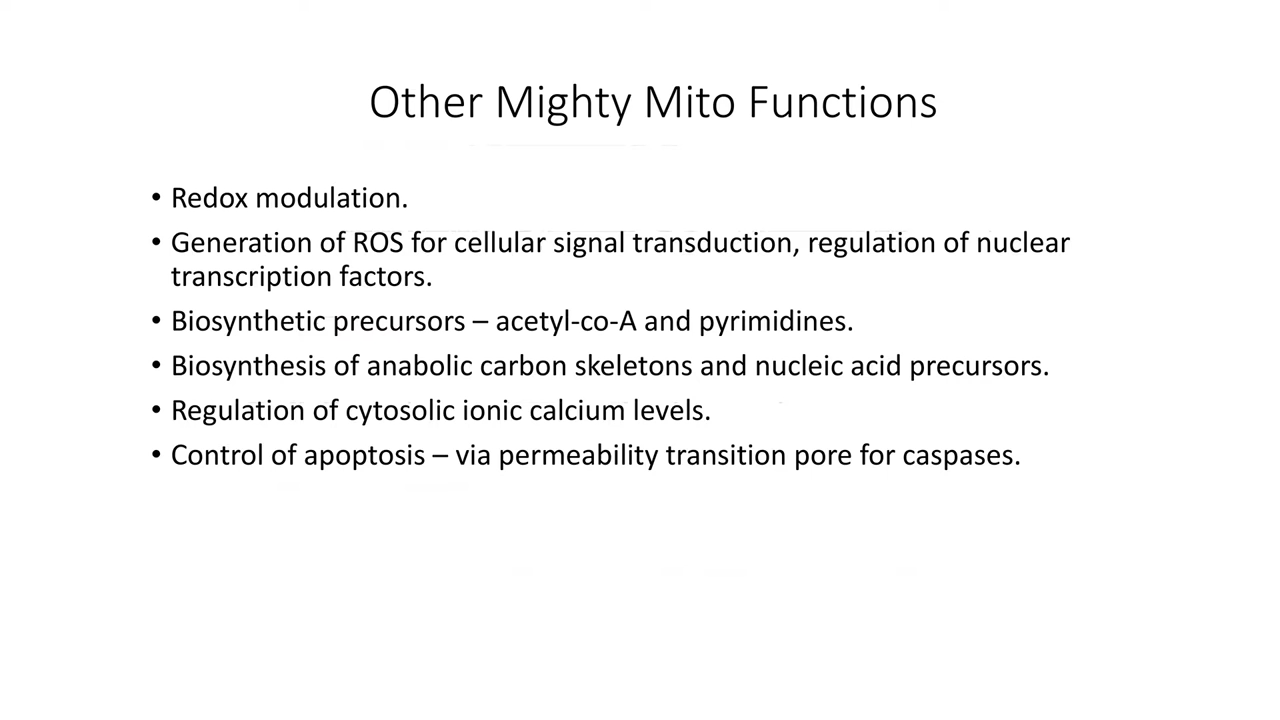 Other Mighty Mito Functions
• Redox modulation.
• Generation of ROS for cellular signal transduction, regulation of nuclear
transcription factors.
• Biosynthetic precursors – acetyl-co-A and pyrimidines.
• Biosynthesis of anabolic carbon skeletons and nucleic acid precursors.
• Regulation of cytosolic ionic calcium levels.
• Control of apoptosis – via permeability transition pore for caspases.